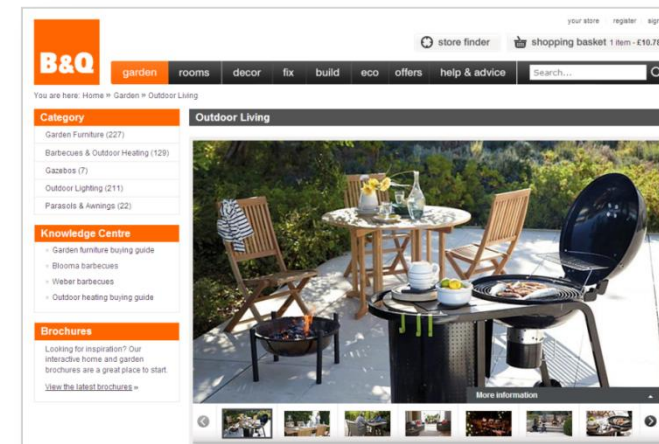 your store register sign
store finder
shopping basket 1 item - £10.78
B&Q
garden rooms decor fix build eco offers help & advice Search...
You are here: Home » Garden » Outdoor Living
Category
Garden Furniture (227)
Barbecues & Outdoor Heating (129)
Gazebos (7)
Outdoor Lighting (211)
Parasols & Awnings (22)
Knowledge Centre
Garden furniture buying guide
Blooma barbecues
Weber barbecues
Outdoor heating buying guide
Brochures
Looking for inspiration? Our
interactive home and garden
brochures are a great place to start.
View the latest brochures »
Outdoor Living
More information